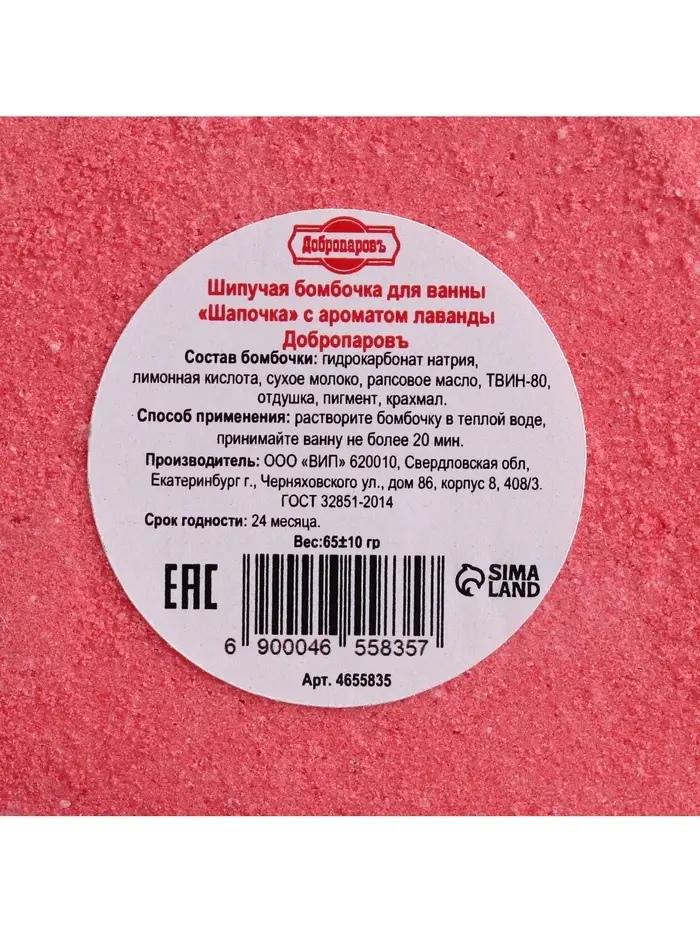 Добропаровъ
Шипучая бомбочка для ванны
«Шапочка» с ароматом лаванды
Добропаровъ
Состав бомбочки: гидрокарбонат натрия,
лимонная кислота, сухое молоко, рапсовое масло, ТВИН-80,
отдушка, пигмент, крахмал.
Способ применения: растворите бомбочку в теплой воде,
принимайте ванну не более 20 мин.
Производитель: ООО «ВИП» 620010, Свердловская обл,
Екатеринбург г., Черняховского ул., дом 86, корпус 8, 408/3.
ГОСТ 32851-2014
Срок годности: 24 месяца.
Вес:65±10 гр
EAC
SIMA
LAND
6 900046 558357
Арт. 4655835